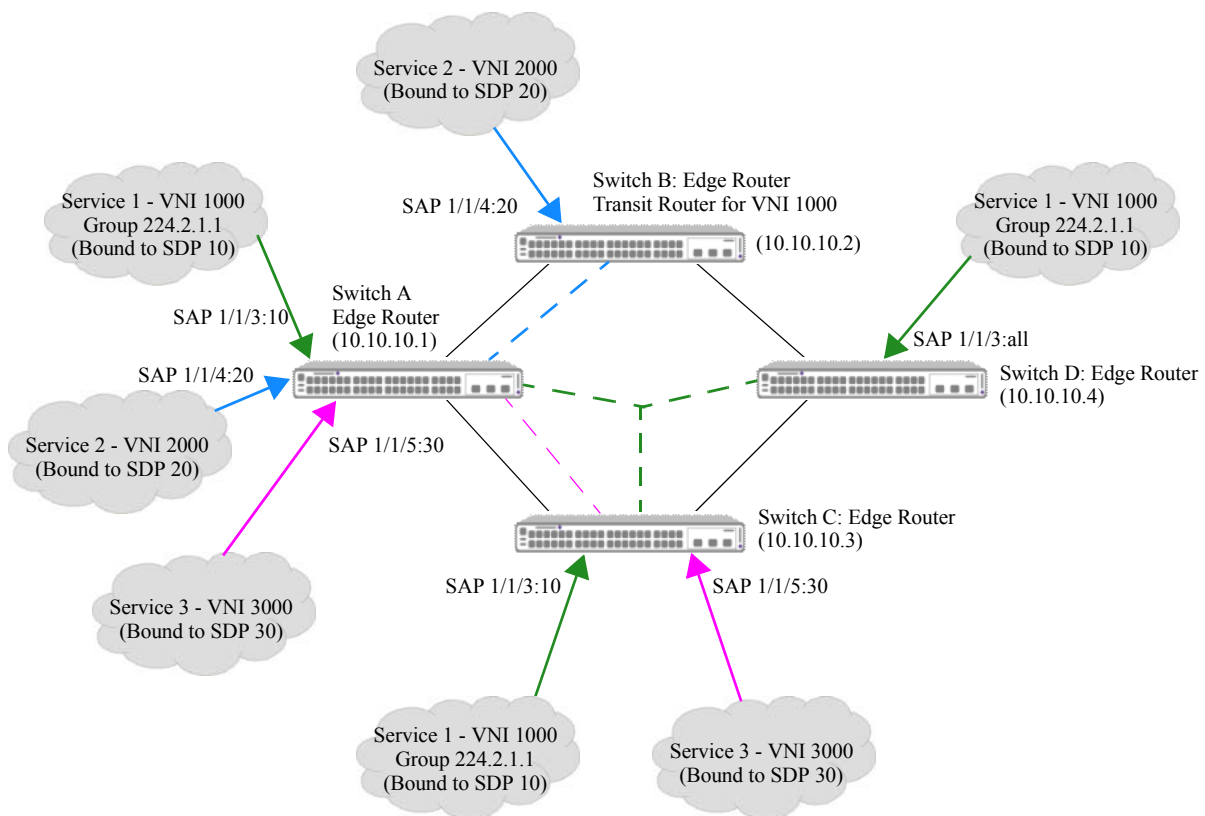 Service 2 - VNI 2000
(Bound to SDP 20)
Service 1 - VNI 1000
Group 224.2.1.1
(Bound to SDP 10)
SAP 1/1/4:20
Switch B: Edge Router
Transit Router for VNI 1000
(10.10.10.2)
Service 1 - VNI 1000
Group 224.2.1.1
(Bound to SDP 10)
SAP 1/1/3:10
Switch A
Edge Router
(10.10.10.1)
SAP 1/1/3:all
SAP 1/1/4:20
Switch D: Edge Router
(10.10.10.4)
Service 2 - VNI 2000
(Bound to SDP 20)
SAP 1/1/5:30
Switch C: Edge Router
(10.10.10.3)
SAP 1/1/3:10
SAP 1/1/5:30
Service 3 - VNI 3000
(Bound to SDP 30)
Service 1 - VNI 1000
Group 224.2.1.1
(Bound to SDP 10)
Service 3 - VNI 3000
(Bound to SDP 30)